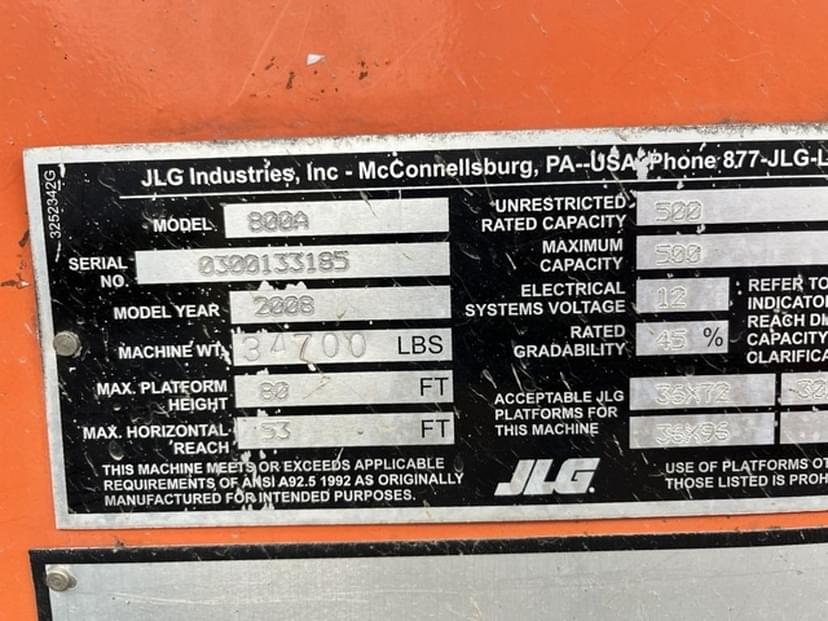 JLG Industries, Inc - McConnellsburg, PA--USA Phone 877-JLG-L
3252342G
MODEL 800A
SERIAL NO. 0300133185
MODEL YEAR 2008
MACHINE WT. 34700 LBS
MAX. PLATFORM HEIGHT 80 FT
MAX. HORIZONTAL REACH 53 FT
THIS MACHINE MEETS OR EXCEEDS APPLICABLE
REQUIREMENTS OF ANSI A92.5 1992 AS ORIGINALLY
MANUFACTURED FOR INTENDED PURPOSES.
UNRESTRICTED RATED CAPACITY 500
MAXIMUM CAPACITY 500
ELECTRICAL SYSTEMS VOLTAGE 12
RATED GRADABILITY 45 %
REFER TO
INDICATO
REACH DI
CAPACITY
CLARIFICA
ACCEPTABLE JLG
PLATFORMS FOR
THIS MACHINE
36X72 30
36X96
JLG.
USE OF PLATFORMS OT
THOSE LISTED IS PROH